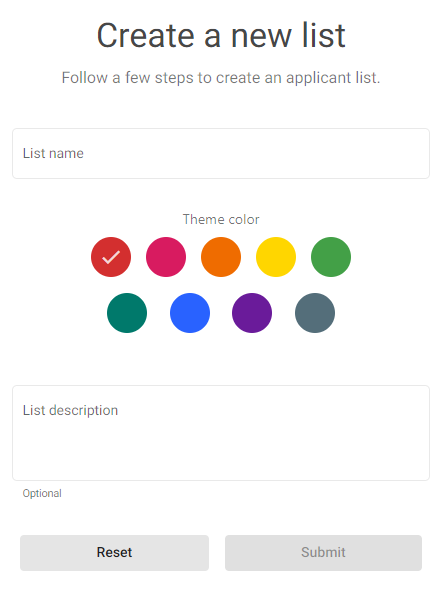 Create a new list
Follow a few steps to create an applicant list.
List name
Theme color
List description
Optional
Reset
Submit